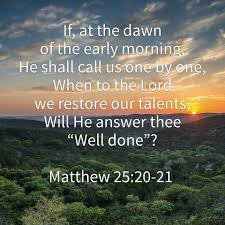 If, at the dawn
of the early morning,
He shall call us one by one,
When to the Lord
we restore our talents,
Will He answer thee
“Well done”?
Matthew 25:20-21